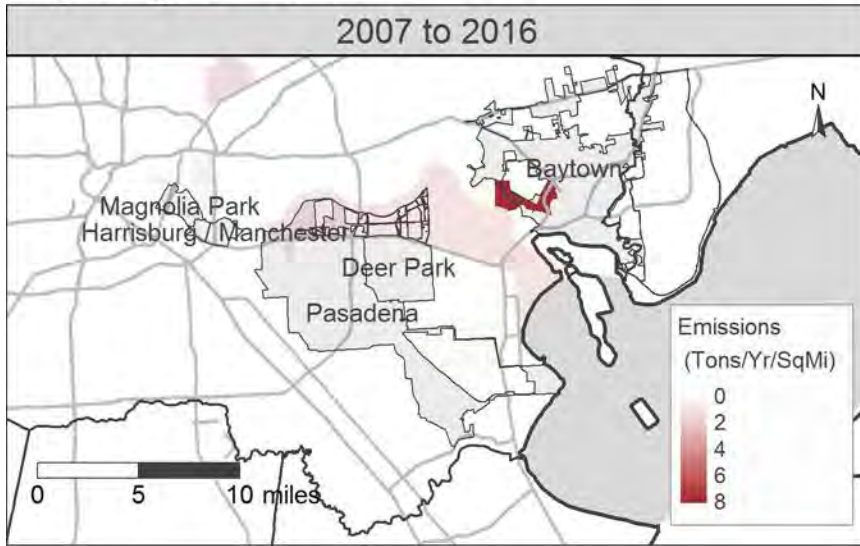 2007 to 2016
N
Baytown
Magnolia Park
Harrisburg / Manchester
Deer Park
Pasadena
Emissions
(Tons/Yr/SqMi)
0
2
4
6
8
0 5 10 miles